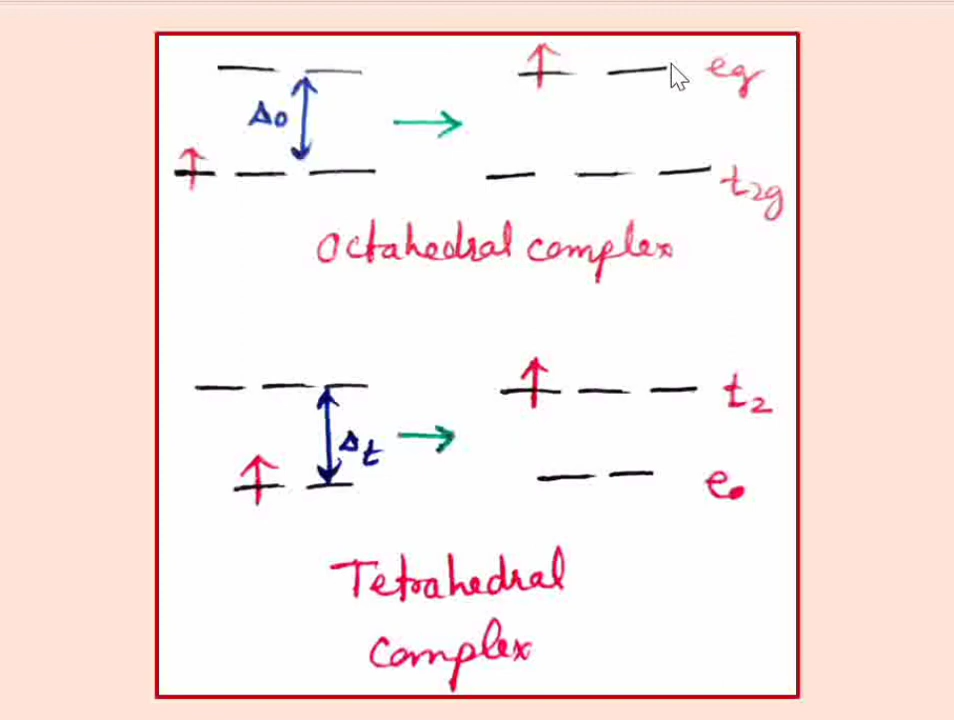 eg
Δo
t2g
Octahedral complex
t2
Δt
e
Tetrahedral
complex